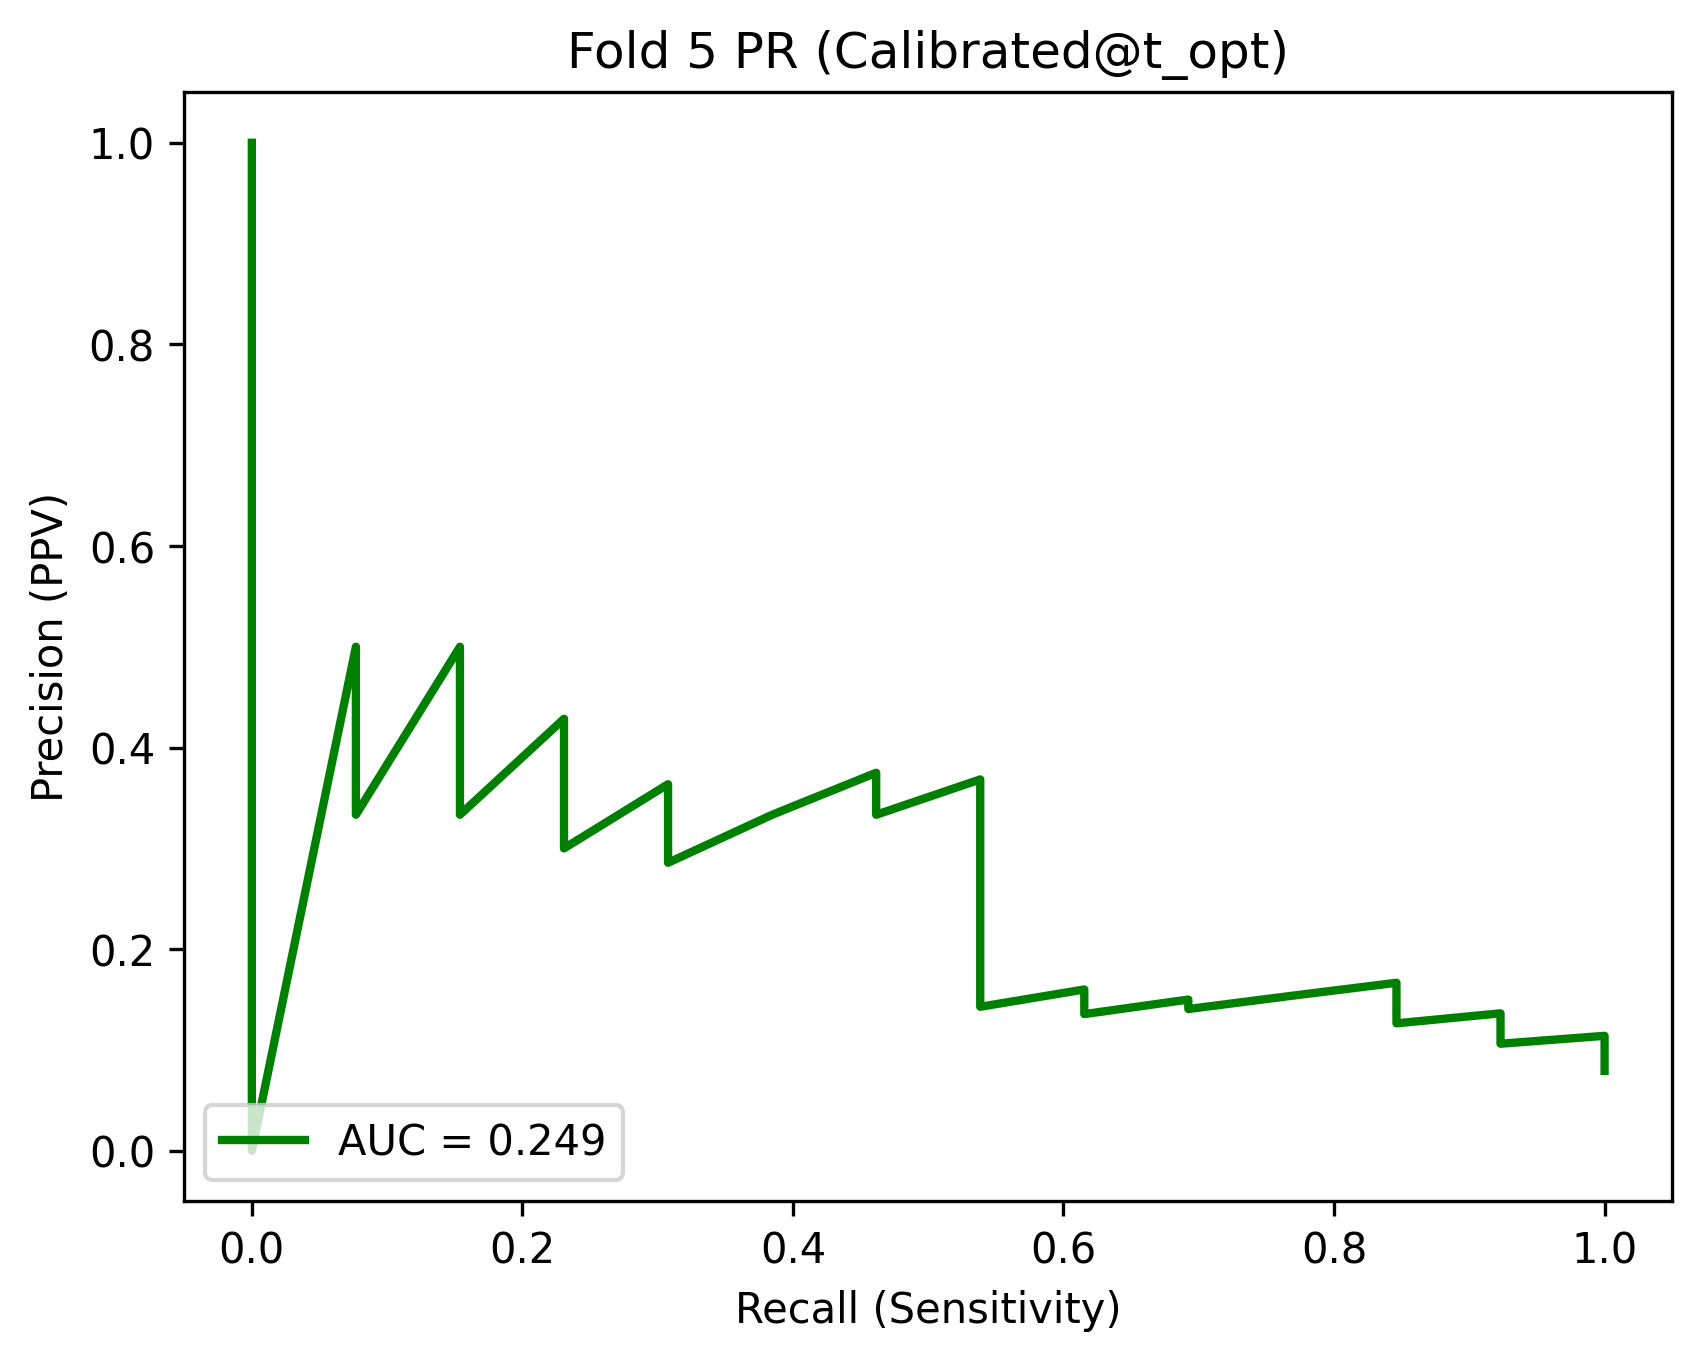 Fold 5 PR (Calibrated@t_opt)
1.0
0.8
0.6
0.4
0.2
0.0
Precision (PPV)
AUC = 0.249
0.0 0.2 0.4 0.6 0.8 1.0
Recall (Sensitivity)